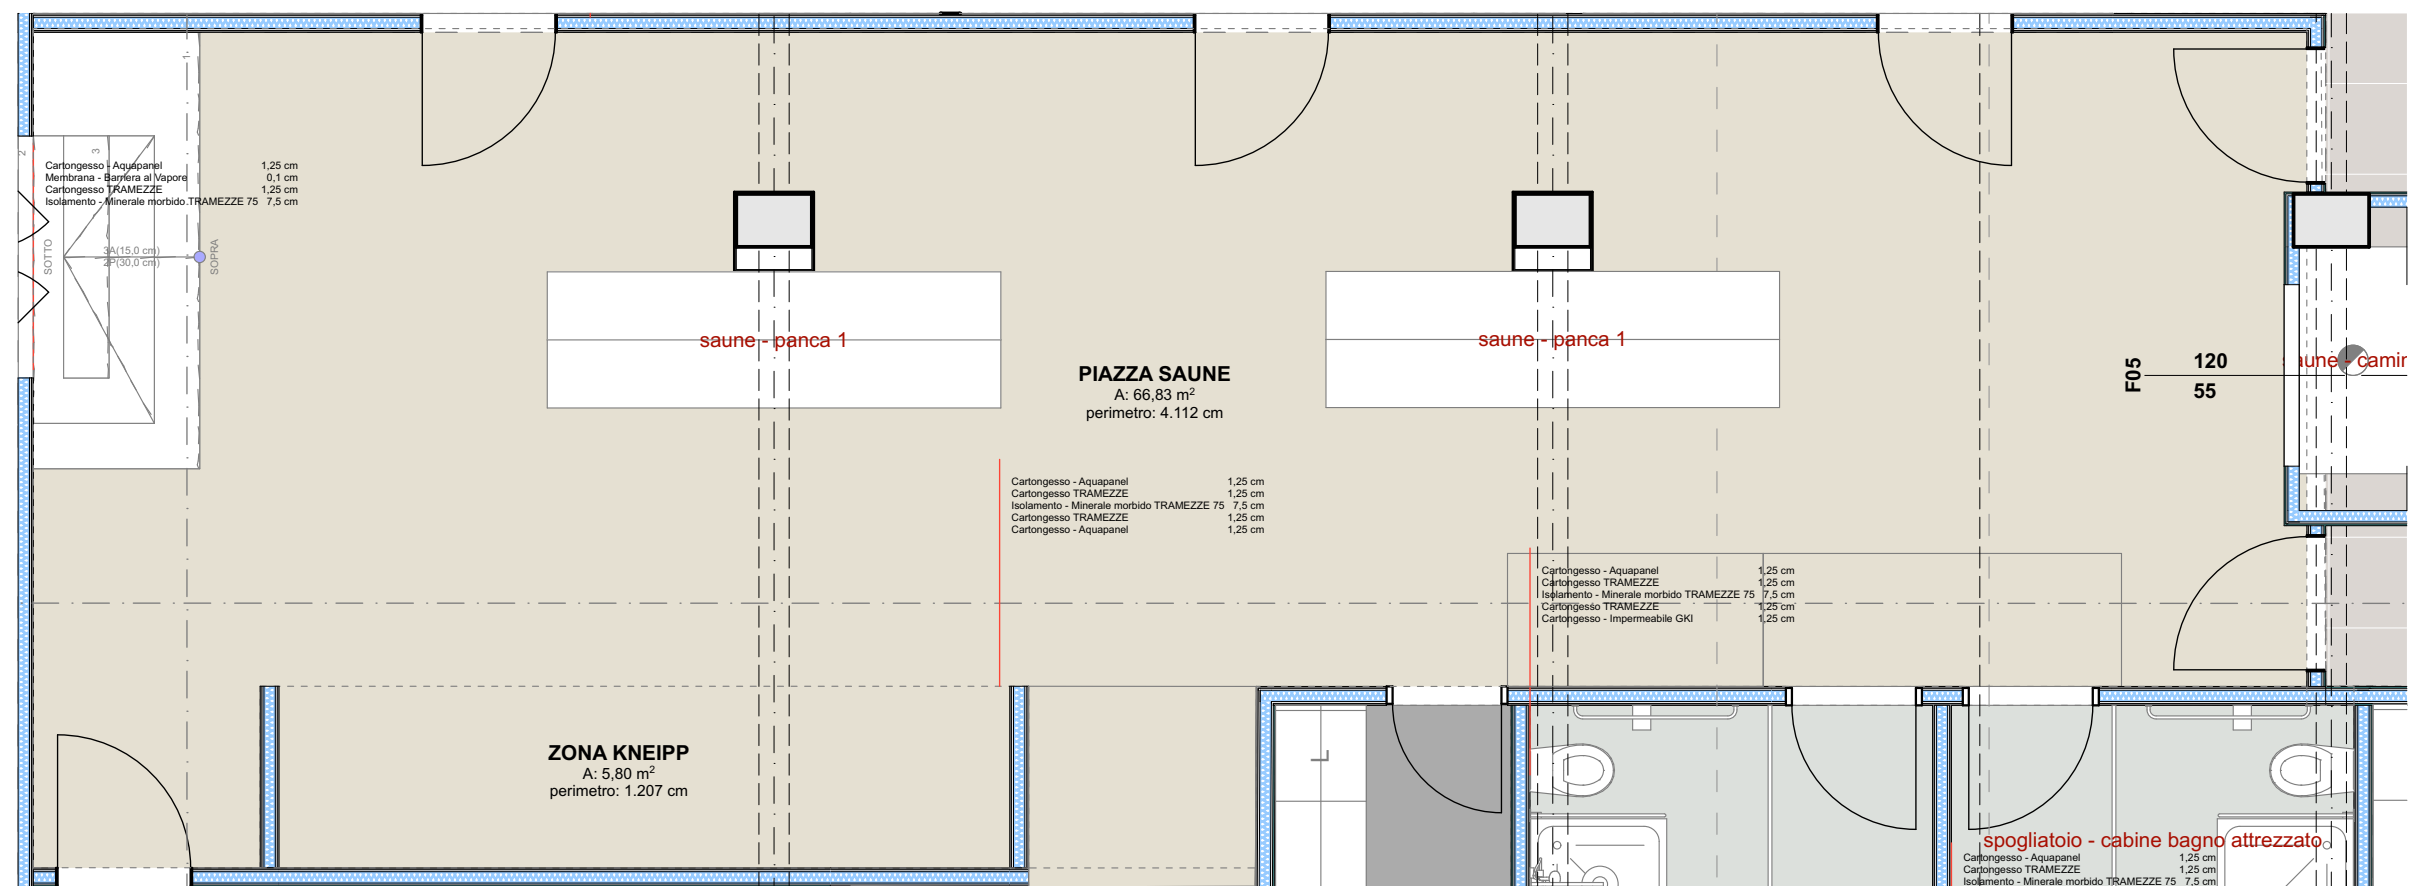 1
2
3
Cartongesso - Aquapanel 1,25 cm
Membrana - Barriera al Vapore 0,1 cm
Cartongesso TRAMEZZE 1,25 cm
Isolamento - Minerale morbido TRAMEZZE 75 7,5 cm
SOTTO
3A(15,0 cm)
2P(30,0 cm)
SOPRA
saune - panca 1
saune - panca 1
PIAZZA SAUNE
A: 66,83 m²
perimetro: 4.112 cm
F05
120
55
saune - camin
Cartongesso - Aquapanel 1,25 cm
Cartongesso TRAMEZZE 1,25 cm
Isolamento - Minerale morbido TRAMEZZE 75 7,5 cm
Cartongesso TRAMEZZE 1,25 cm
Cartongesso - Aquapanel 1,25 cm
Cartongesso - Aquapanel 1,25 cm
Cartongesso TRAMEZZE 1,25 cm
Isolamento - Minerale morbido TRAMEZZE 75 7,5 cm
Cartongesso TRAMEZZE 1,25 cm
Cartongesso - Impermeabile GKI 1,25 cm
ZONA KNEIPP
A: 5,80 m²
perimetro: 1.207 cm
spogliatoio - cabine bagno attrezzato
Cartongesso - Aquapanel 1,25 cm
Cartongesso TRAMEZZE 1,25 cm
Isolamento - Minerale morbido TRAMEZZE 75 7,5 cm